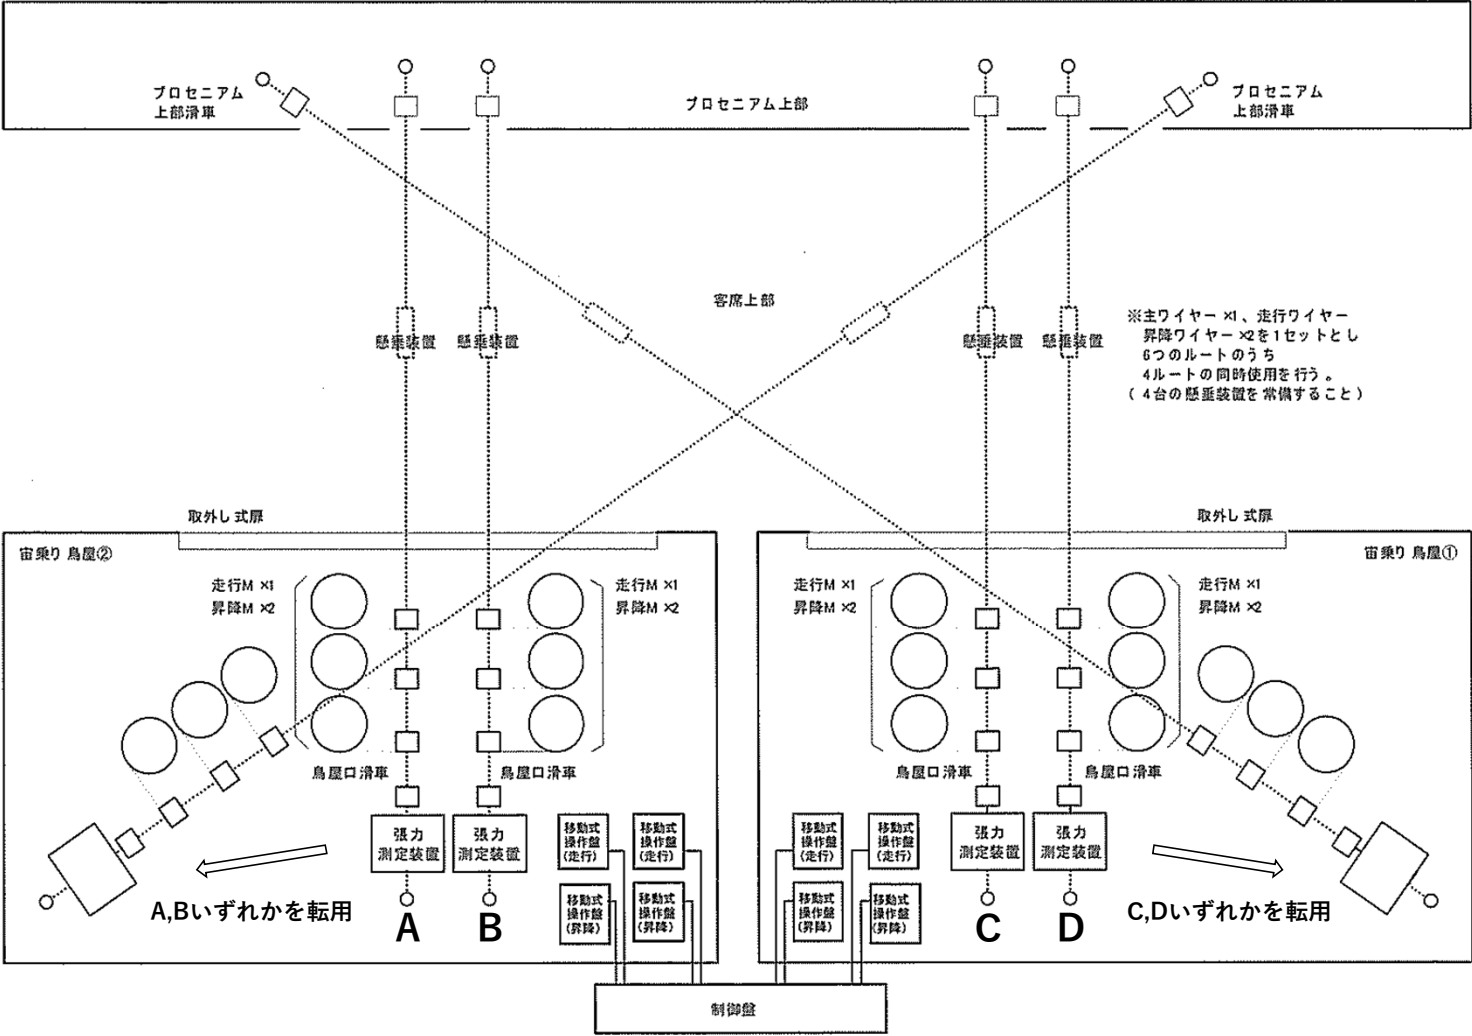 プロセニアム
上部滑車
プロセニアム上部
プロセニアム
上部滑車
客席上部
懸垂装置
懸垂装置
懸垂装置
懸垂装置
※主ワイヤー×1、走行ワイヤー
昇降ワイヤー×2を1セットとし
6つのルートのうち
4ルートの同時使用を行う。
(4台の懸垂装置を常備すること)
取外し式扉
取外し式扉
宙乗り鳥屋②
宙乗り鳥屋①
走行M ×1
昇降M ×2
走行M ×1
昇降M ×2
走行M ×1
昇降M ×2
走行M ×1
昇降M ×2
鳥屋口滑車
鳥屋口滑車
鳥屋口滑車
鳥屋口滑車
張力
測定装置
張力
測定装置
移動式
操作盤
(走行)
移動式
操作盤
(走行)
移動式
操作盤
(走行)
移動式
操作盤
(走行)
張力
測定装置
張力
測定装置
移動式
操作盤
(昇降)
移動式
操作盤
(昇降)
移動式
操作盤
(昇降)
移動式
操作盤
(昇降)
A,Bいずれかを転用
A
B
C
D
C,Dいずれかを転用
制御盤